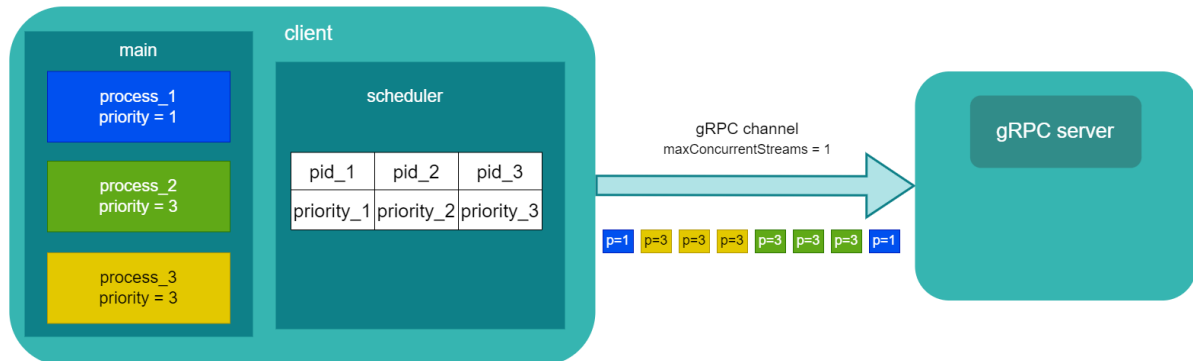 client
main
process_1
priority = 1
process_2
priority = 3
process_3
priority = 3
scheduler
pid_1 pid_2 pid_3
priority_1 priority_2 priority_3
gRPC channel
maxConcurrentStreams = 1
p=1 p=3 p=3 p=3 p=3 p=3 p=3 p=1
gRPC server